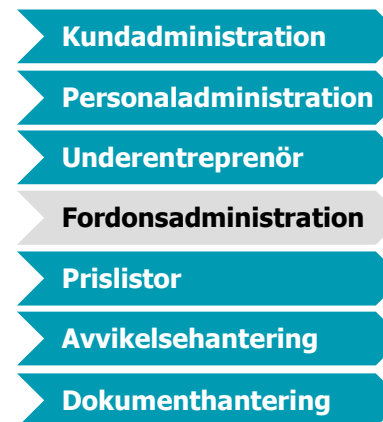 Kundadministration
Personaladministration
Underentreprenör
Fordonsadministration
Prislistor
Avvikelsehantering
Dokumenthantering